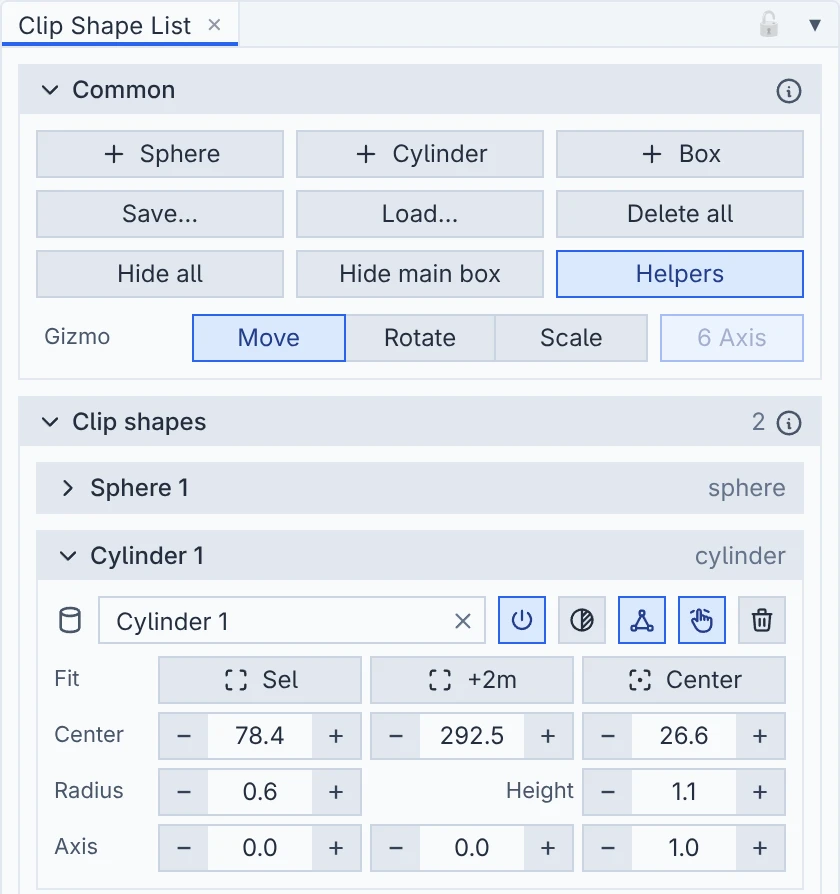 Clip Shape List
Common
+ Sphere + Cylinder + Box
Save... Load... Delete all
Hide all Hide main box Helpers
Gizmo Move Rotate Scale 6 Axis
Clip shapes 2
Sphere 1 sphere
Cylinder 1 cylinder
Cylinder 1
Fit Sel +2m Center
Center − 78.4 + − 292.5 + − 26.6 +
Radius − 0.6 + Height − 1.1 +
Axis − 0.0 + − 0.0 + − 1.0 +